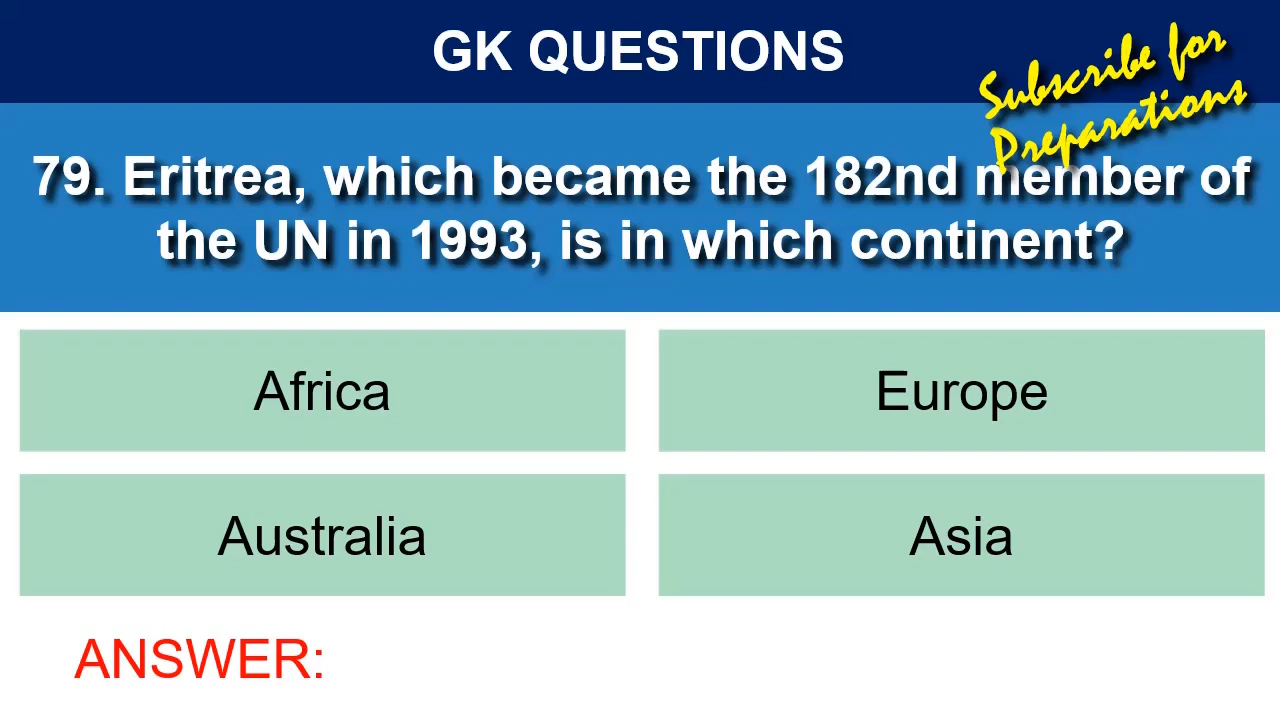 GK QUESTIONS
Subscribe for
Preparations
79. Eritrea, which became the 182nd member of
the UN in 1993, is in which continent?
Africa
Europe
Australia
Asia
ANSWER: